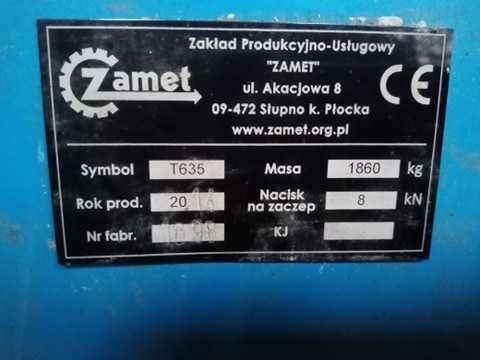 Zamet
Zakład Produkcyjno-Usługowy
"ZAMET"
ul. Akacjowa 8
09-472 Słupno k. Płocka
www.zamet.org.pl
CE
Symbol T635 Masa 1860 kg
Rok prod. 20 Nacisk na zaczep 8 kN
Nr fabr. KJ